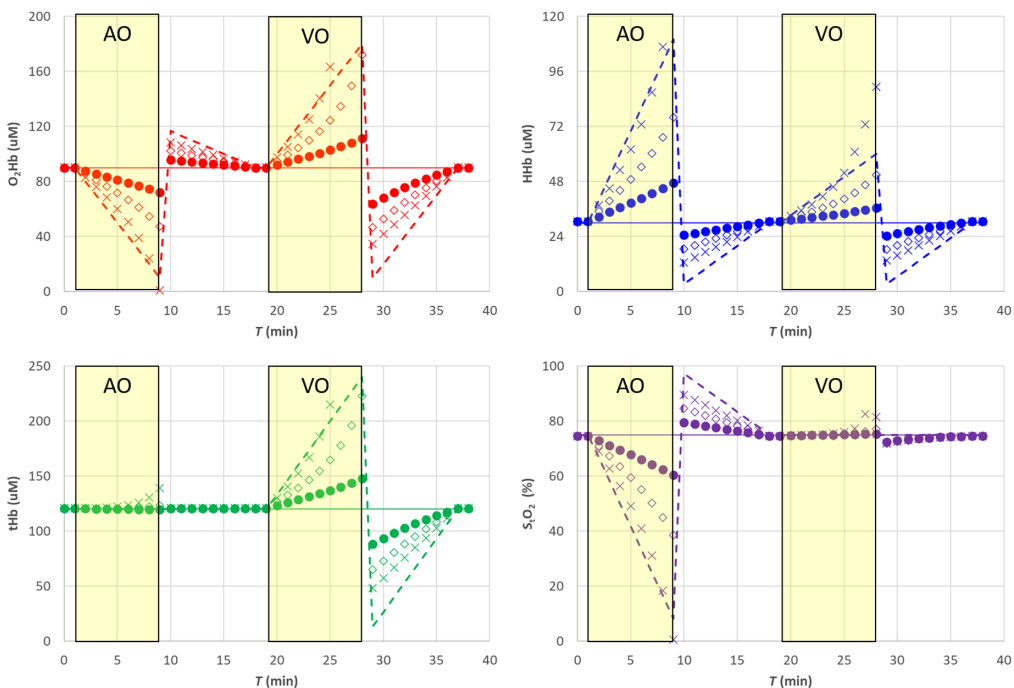 200
160
120
80
40
0
O₂Hb (uM)
AO
VO
0 5 10 15 20 25 30 35 40
T (min)
120
96
72
48
24
0
HHb (uM)
AO
VO
0 5 10 15 20 25 30 35 40
T (min)
250
200
150
100
50
0
tHb (uM)
AO
VO
0 5 10 15 20 25 30 35 40
T (min)
100
80
60
40
20
0
StO₂ (%)
AO
VO
0 5 10 15 20 25 30 35 40
T (min)